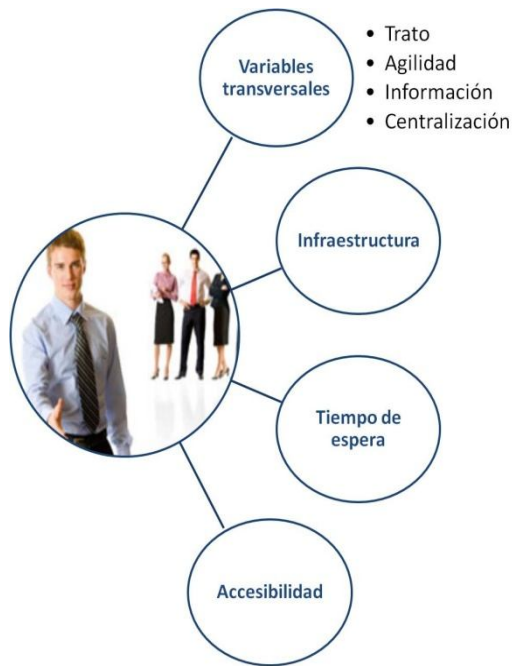 Variables
transversales
• Trato
• Agilidad
• Información
• Centralización
Infraestructura
Tiempo de
espera
Accesibilidad